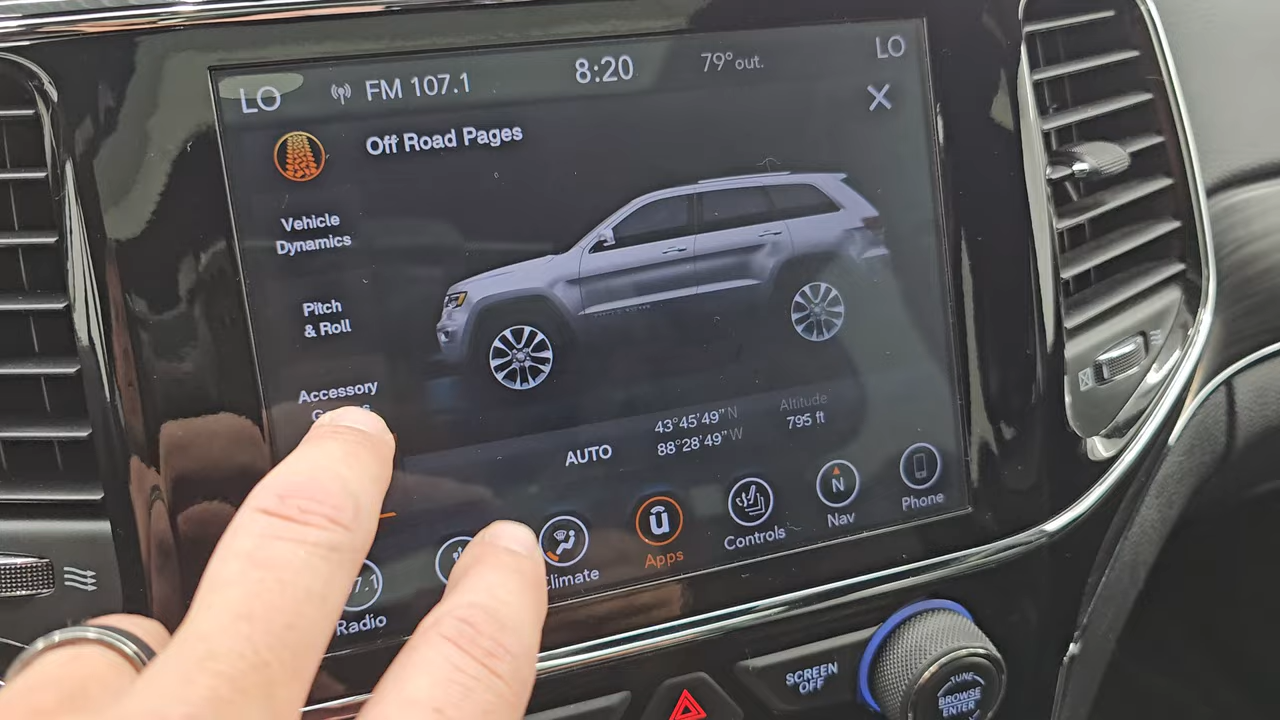 LO
FM 107.1
8:20
79° out.
LO
X
Off Road Pages
Vehicle
Dynamics
Pitch
& Roll
Accessory
AUTO
43°45'49" N
88°28'49" W
Altitude
795 ft
7.1
Radio
Climate
Apps
Controls
N
Nav
Phone
SCREEN
OFF
TUNE
BROWSE
ENTER